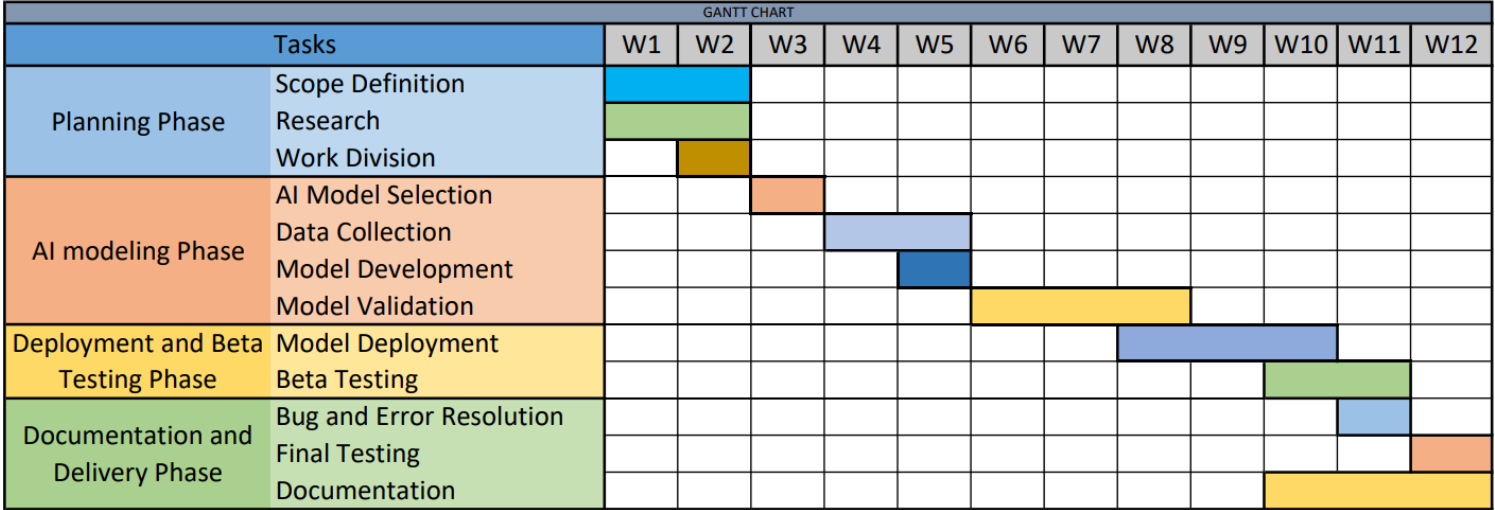 GANTT CHART
Tasks W1 W2 W3 W4 W5 W6 W7 W8 W9 W10 W11 W12
Planning Phase
Scope Definition
Research
Work Division
AI modeling Phase
AI Model Selection
Data Collection
Model Development
Model Validation
Deployment and Beta
Testing Phase
Model Deployment
Beta Testing
Documentation and
Delivery Phase
Bug and Error Resolution
Final Testing
Documentation